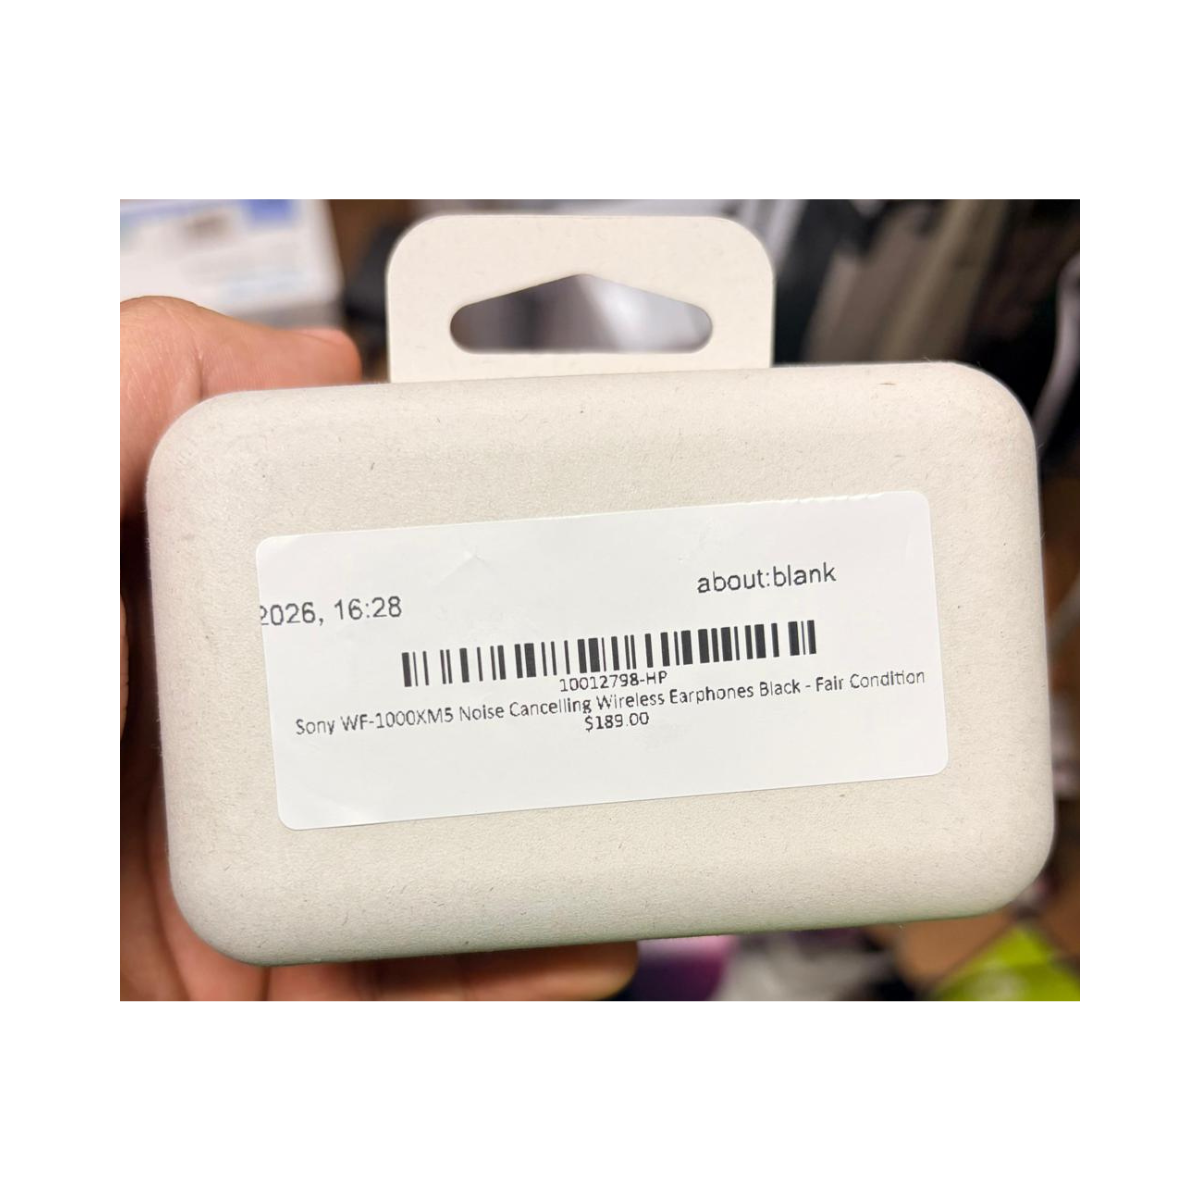 2026, 16:28
about:blank
10012798-HP
Sony WF-1000XM5 Noise Cancelling Wireless Earphones Black - Fair Condition
$189.00